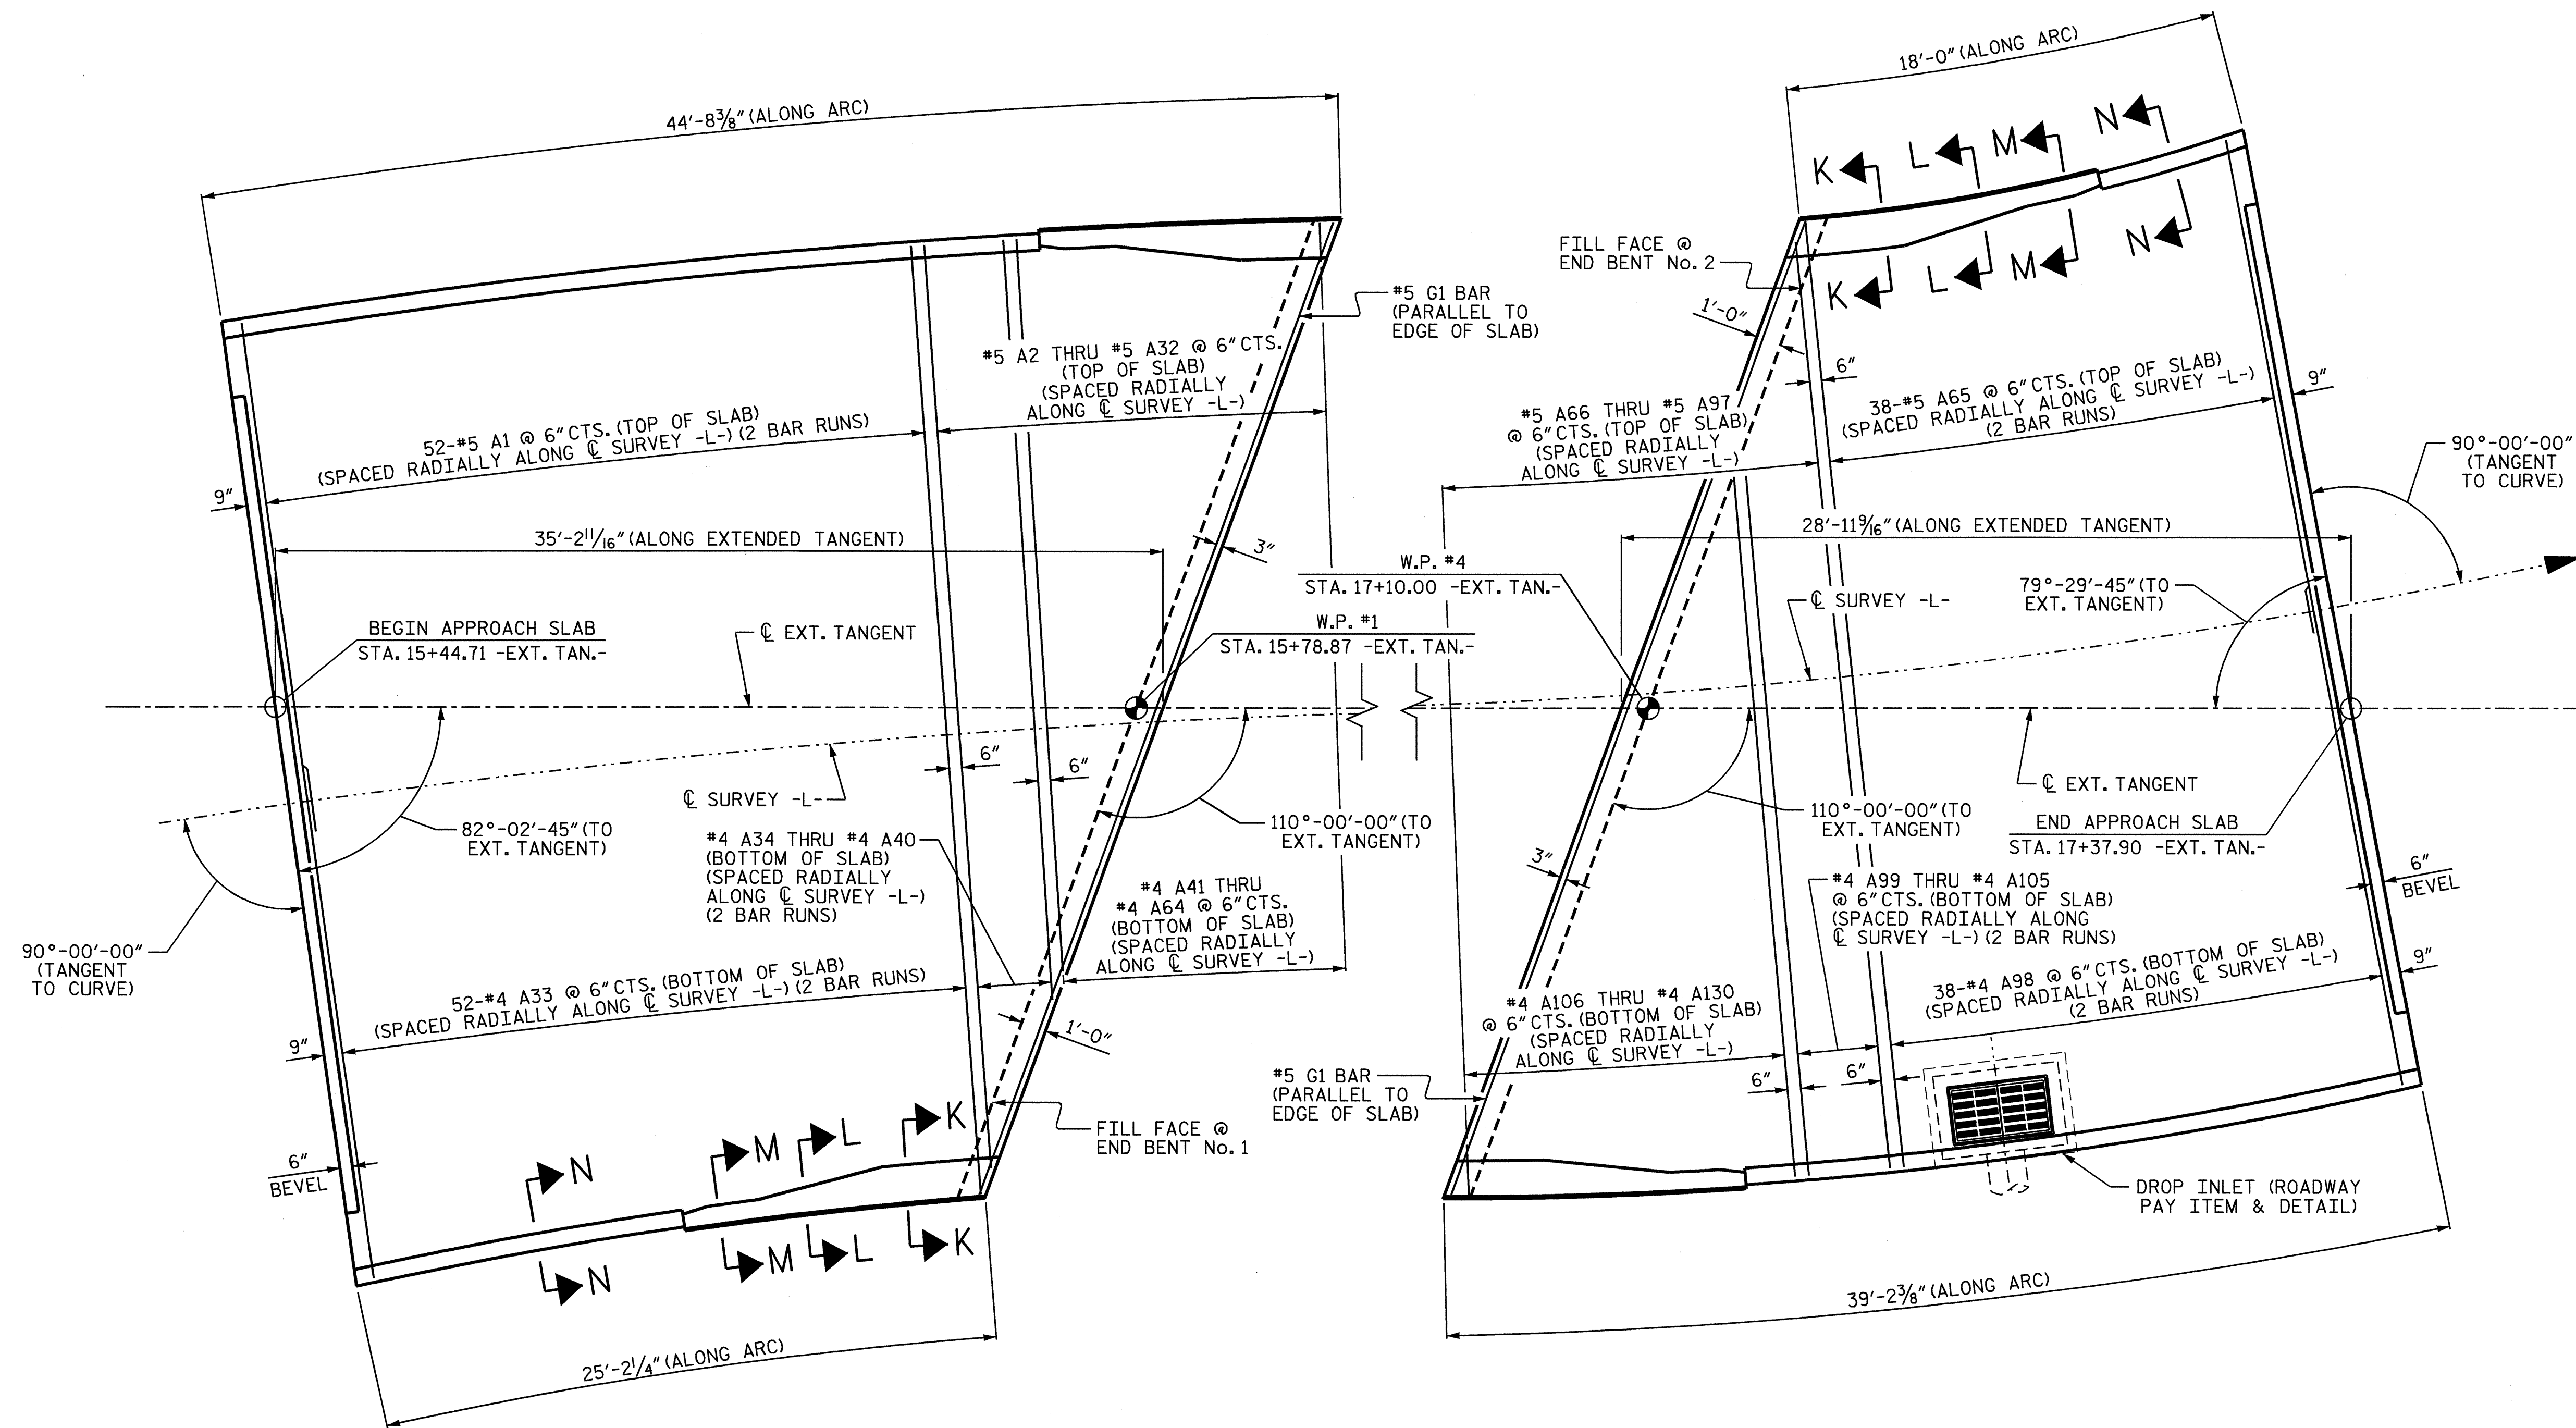 44'-8⅜" (ALONG ARC)
#5 A2 THRU #5 A32 @ 6" CTS.
(TOP OF SLAB)
(SPACED RADIALLY
ALONG ℄ SURVEY -L-)
52-#5 A1 @ 6" CTS. (TOP OF SLAB)
(SPACED RADIALLY ALONG ℄ SURVEY -L-) (2 BAR RUNS)
9"
35'-2 11/16" (ALONG EXTENDED TANGENT)
3"
#5 G1 BAR
(PARALLEL TO
EDGE OF SLAB)
BEGIN APPROACH SLAB
STA. 15+44.71 -EXT. TAN.-
℄ EXT. TANGENT
W.P. #4
STA. 17+10.00 -EXT. TAN.-
W.P. #1
STA. 15+78.87 -EXT. TAN.-
6"
6"
℄ SURVEY -L-
82°-02'-45" (TO
EXT. TANGENT)
#4 A34 THRU #4 A40
(BOTTOM OF SLAB)
(SPACED RADIALLY
ALONG ℄ SURVEY -L-)
(2 BAR RUNS)
110°-00'-00" (TO
EXT. TANGENT)
#4 A41 THRU
#4 A64 @ 6" CTS.
(BOTTOM OF SLAB)
(SPACED RADIALLY
ALONG ℄ SURVEY -L-)
90°-00'-00"
(TANGENT
TO CURVE)
52-#4 A33 @ 6" CTS. (BOTTOM OF SLAB)
(SPACED RADIALLY ALONG ℄ SURVEY -L-) (2 BAR RUNS)
9"
1'-0"
6"
BEVEL
FILL FACE @
END BENT No. 1
N
M
L
K
N
M
L
K
25'-2¼" (ALONG ARC)
18'-0" (ALONG ARC)
K
L
M
N
K
L
M
N
FILL FACE @
END BENT No. 2
1'-0"
6"
#5 A66 THRU #5 A97
@ 6" CTS. (TOP OF SLAB)
(SPACED RADIALLY
ALONG ℄ SURVEY -L-)
38-#5 A65 @ 6" CTS. (TOP OF SLAB)
(SPACED RADIALLY ALONG ℄ SURVEY -L-)
(2 BAR RUNS)
9"
90°-00'-00"
(TANGENT
TO CURVE)
28'-11 9/16" (ALONG EXTENDED TANGENT)
℄ SURVEY -L-
79°-29'-45" (TO
EXT. TANGENT)
℄ EXT. TANGENT
110°-00'-00" (TO
EXT. TANGENT)
END APPROACH SLAB
STA. 17+37.90 -EXT. TAN.-
3"
#4 A99 THRU #4 A105
@ 6" CTS. (BOTTOM OF SLAB)
(SPACED RADIALLY ALONG
℄ SURVEY -L-) (2 BAR RUNS)
6"
BEVEL
38-#4 A98 @ 6" CTS. (BOTTOM OF SLAB)
(SPACED RADIALLY ALONG ℄ SURVEY -L-)
(2 BAR RUNS)
9"
#4 A106 THRU #4 A130
@ 6" CTS. (BOTTOM OF SLAB)
(SPACED RADIALLY
ALONG ℄ SURVEY -L-)
6"
6"
#5 G1 BAR
(PARALLEL TO
EDGE OF SLAB)
DROP INLET (ROADWAY
PAY ITEM & DETAIL)
39'-2⅜" (ALONG ARC)